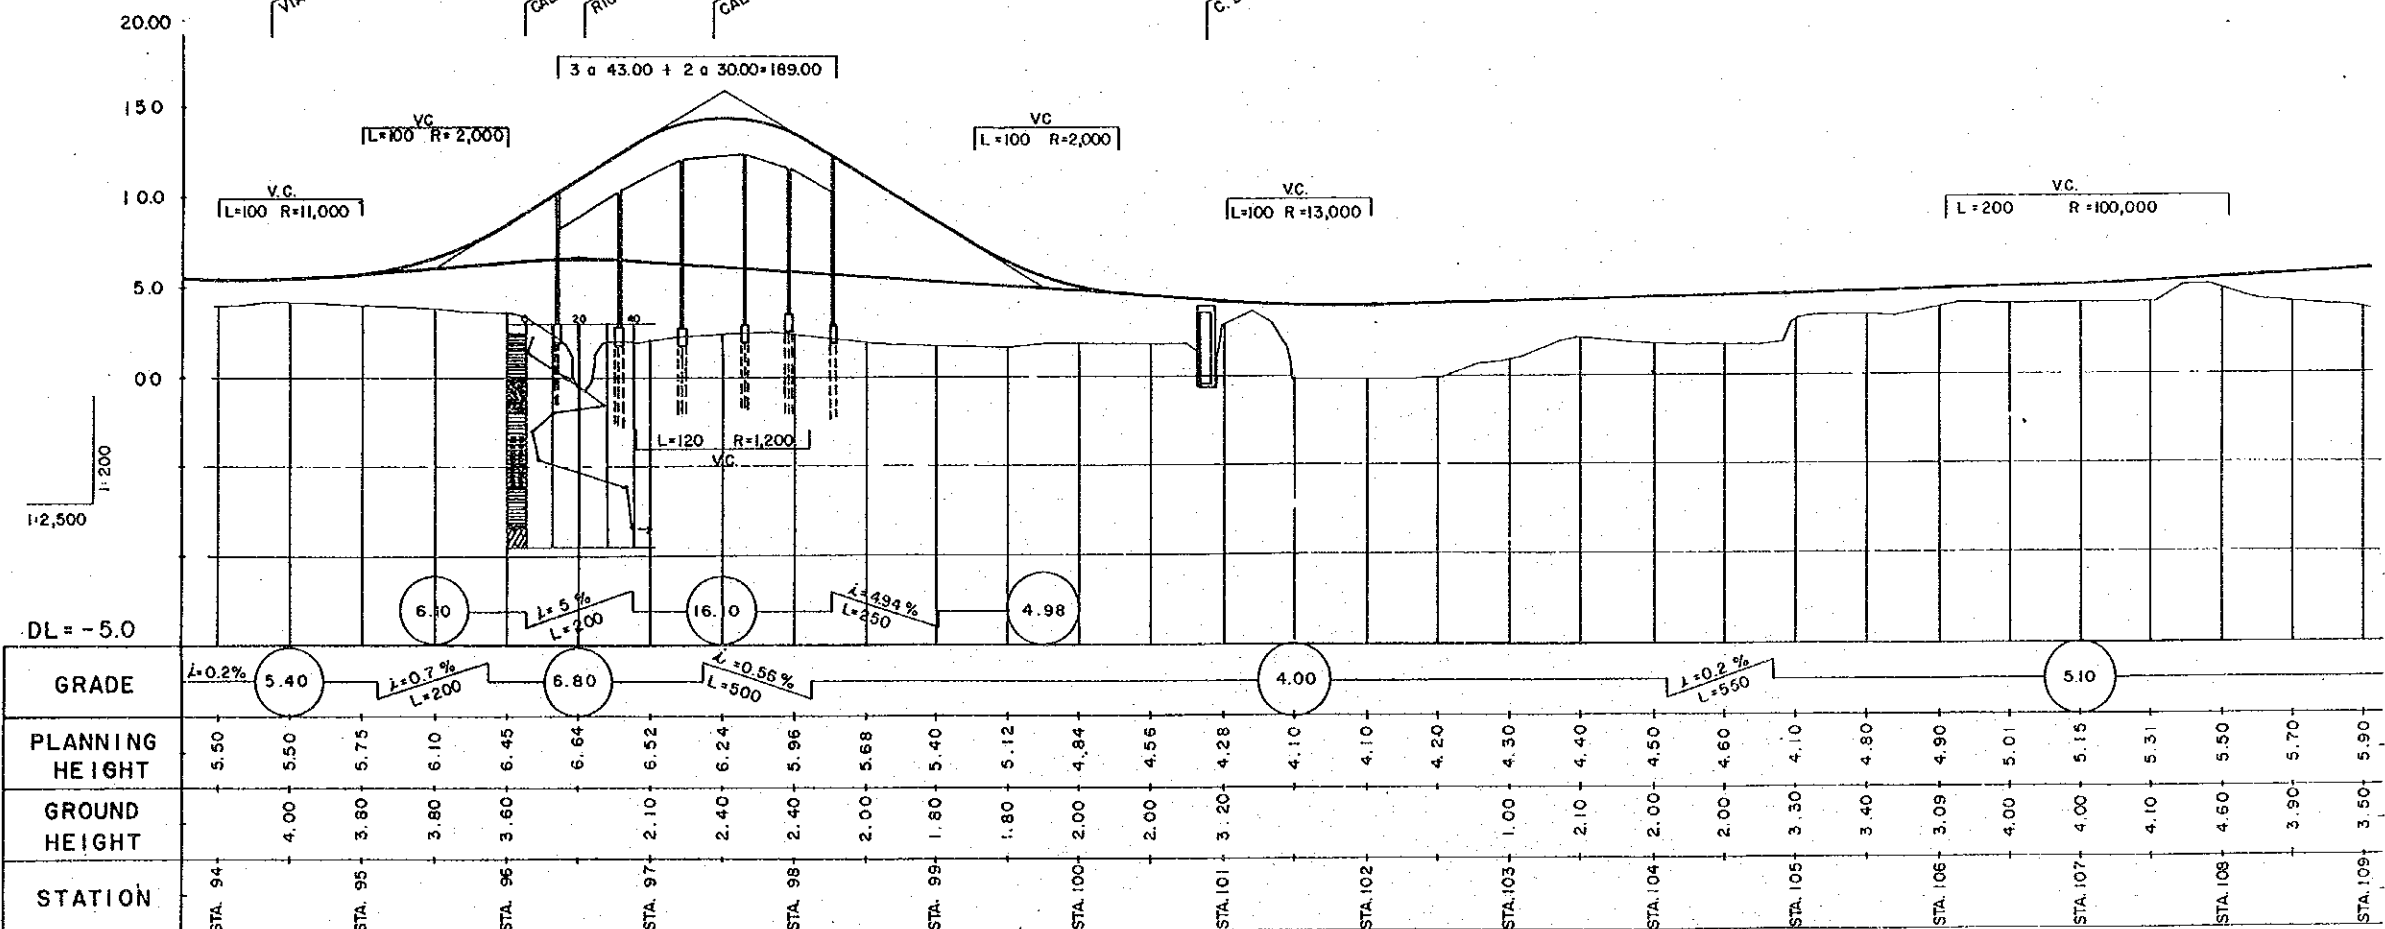 20.00
3 a 43.00 + 2 a 30.00=189.00
15.0
VC
L=100 R=2,000
VC
L=100 R=2,000
10.0
V.C.
L=100 R=11,000
V.C.
L=100 R=13,000
V.C.
L=200 R=100,000
5.0
0 20 40
0.0
L=120 R=1,200
V.C.
1:200
1:2,500
6.10 i=5% L=200 16.10 i=4.94% L=250 4.98
DL = -5.0
GRADE i=0.2% 5.40 i=0.7% L=200 6.80 i=0.56% L=500 4.00 i=0.2% L=550 5.10
PLANNING HEIGHT 5.50 5.50 5.75 6.10 6.45 6.64 6.52 6.24 5.96 5.68 5.40 5.12 4.84 4.56 4.28 4.10 4.10 4.20 4.30 4.40 4.50 4.60 4.10 4.80 4.90 5.01 5.15 5.31 5.50 5.70 5.90
GROUND HEIGHT 4.00 3.80 3.80 3.60 2.10 2.40 2.40 2.00 1.80 1.80 2.00 2.00 3.20 1.00 2.10 2.00 2.00 3.30 3.40 3.09 4.00 4.00 4.10 4.60 3.90 3.50
STATION STA. 94 STA. 95 STA. 96 STA. 97 STA. 98 STA. 99 STA. 100 STA. 101 STA. 102 STA. 103 STA. 104 STA. 105 STA. 106 STA. 107 STA. 108 STA. 109